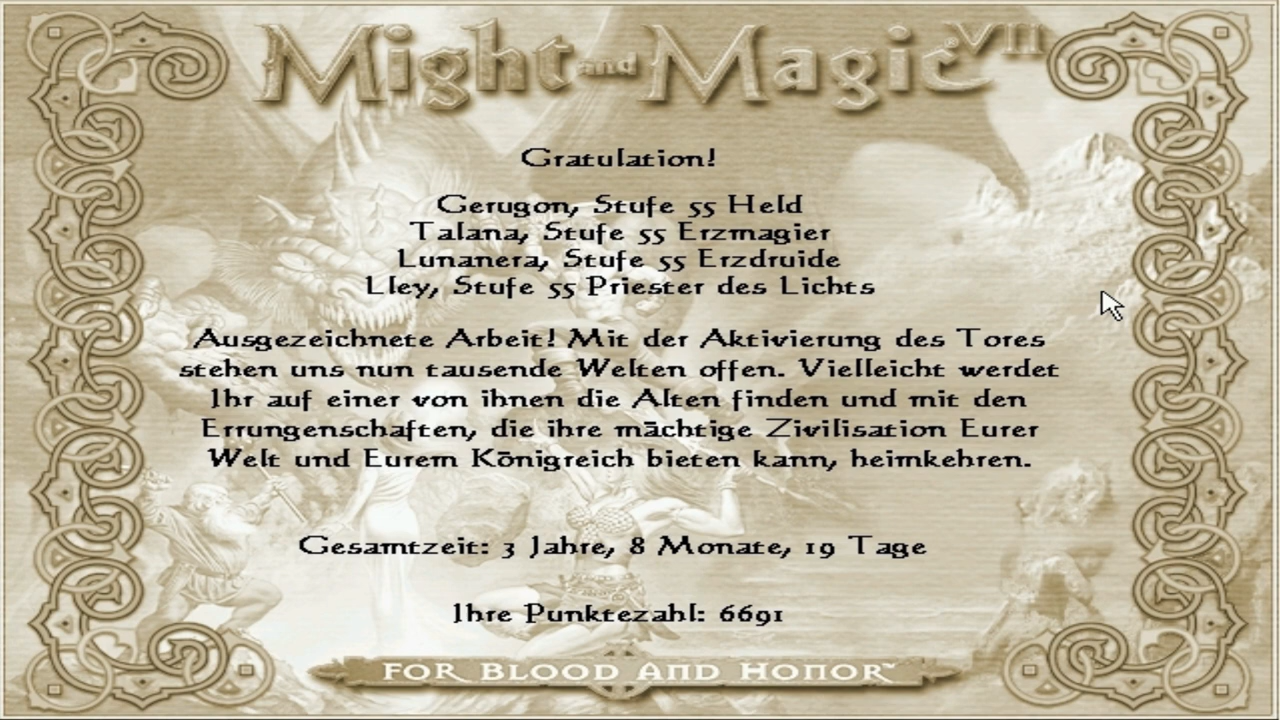 Might and Magic VII
Gratulation!
Gerugon, Stufe 55 Held
Talana, Stufe 55 Erzmagier
Lunanera, Stufe 55 Erzdruide
Lley, Stufe 55 Priester des Lichts
Ausgezeichnete Arbeit! Mit der Aktivierung des Tores
stehen uns nun tausende Welten offen. Vielleicht werdet
Ihr auf einer von ihnen die Alten finden und mit den
Errungenschaften, die ihre mächtige Zivilisation Eurer
Welt und Eurem Königreich bieten kann, heimkehren.
Gesamtzeit: 3 Jahre, 8 Monate, 19 Tage
Ihre Punktezahl: 6691
FOR BLOOD AND HONOR™